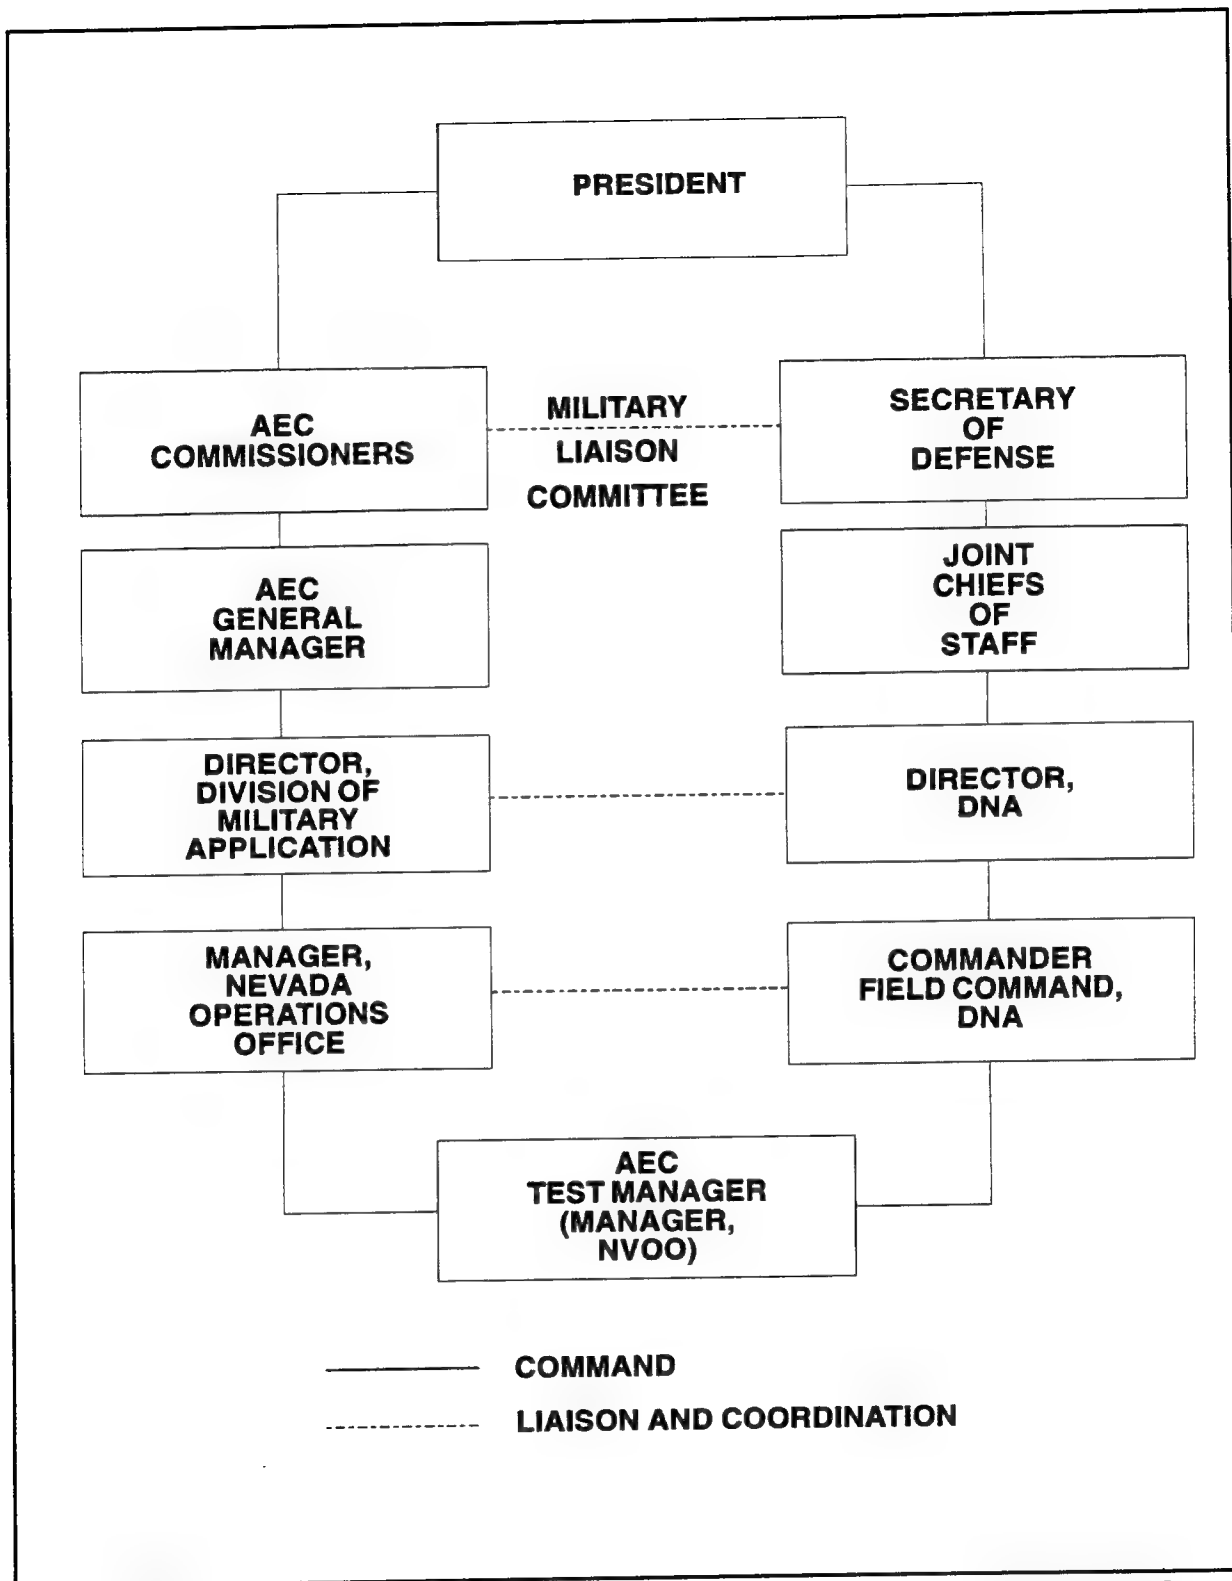 PRESIDENT
AEC
COMMISSIONERS
MILITARY
LIAISON
COMMITTEE
SECRETARY
OF
DEFENSE
AEC
GENERAL
MANAGER
JOINT
CHIEFS
OF
STAFF
DIRECTOR,
DIVISION OF
MILITARY
APPLICATION
DIRECTOR,
DNA
MANAGER,
NEVADA
OPERATIONS
OFFICE
COMMANDER
FIELD COMMAND,
DNA
AEC
TEST MANAGER
(MANAGER,
NVOO)
COMMAND
LIAISON AND COORDINATION